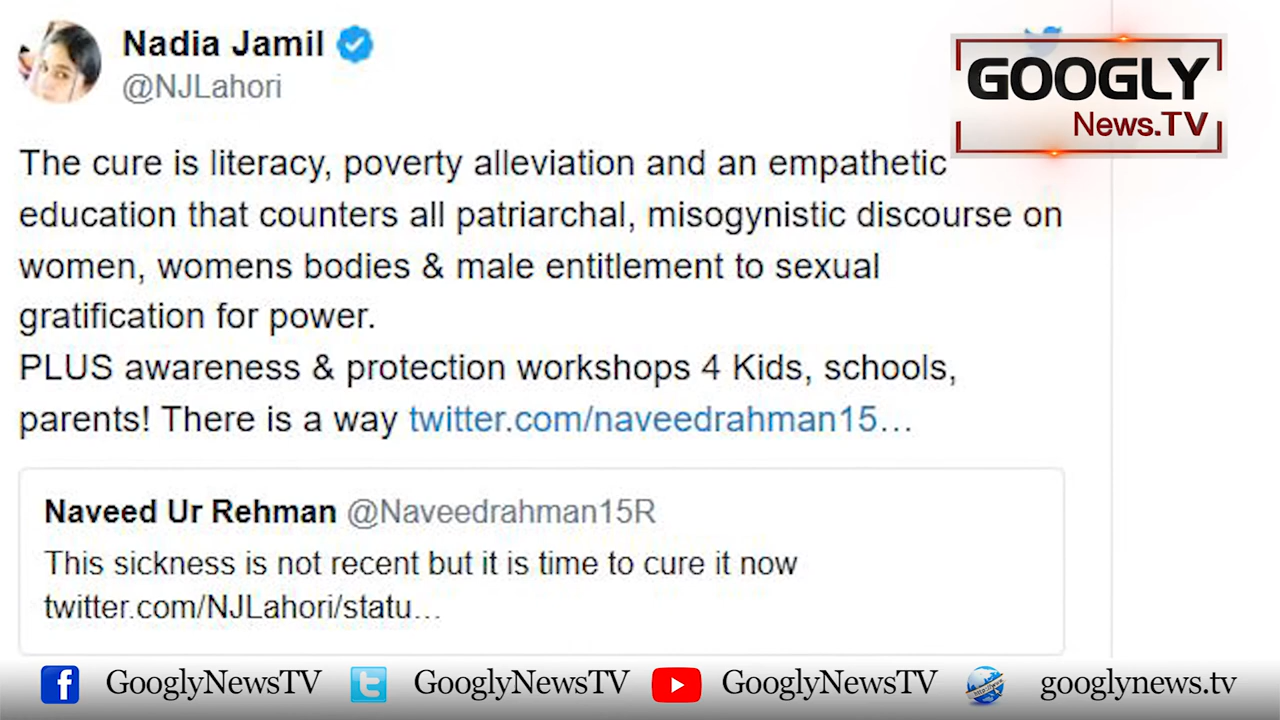 Nadia Jamil
@NJLahori
GOOGLY
News.TV
The cure is literacy, poverty alleviation and an empathetic
education that counters all patriarchal, misogynistic discourse on
women, womens bodies & male entitlement to sexual
gratification for power.
PLUS awareness & protection workshops 4 Kids, schools,
parents! There is a way twitter.com/naveedrahman15…
Naveed Ur Rehman @Naveedrahman15R
This sickness is not recent but it is time to cure it now
twitter.com/NJLahori/statu…
GooglyNewsTV GooglyNewsTV GooglyNewsTV googlynews.tv